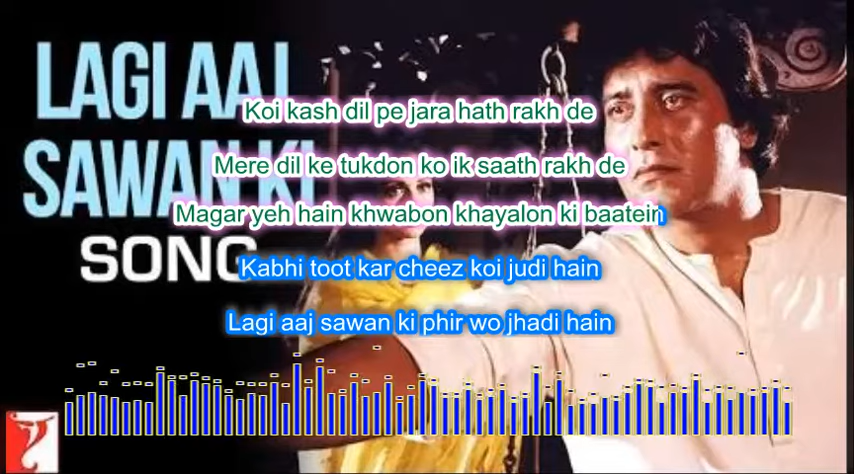 LAGI AAJ
SAWAN KI
SONG
Koi kash dil pe jara hath rakh de
Mere dil ke tukdon ko ik saath rakh de
Magar yeh hain khwabon khayalon ki baatein
Kabhi toot kar cheez koi judi hain
Lagi aaj sawan ki phir wo jhadi hain